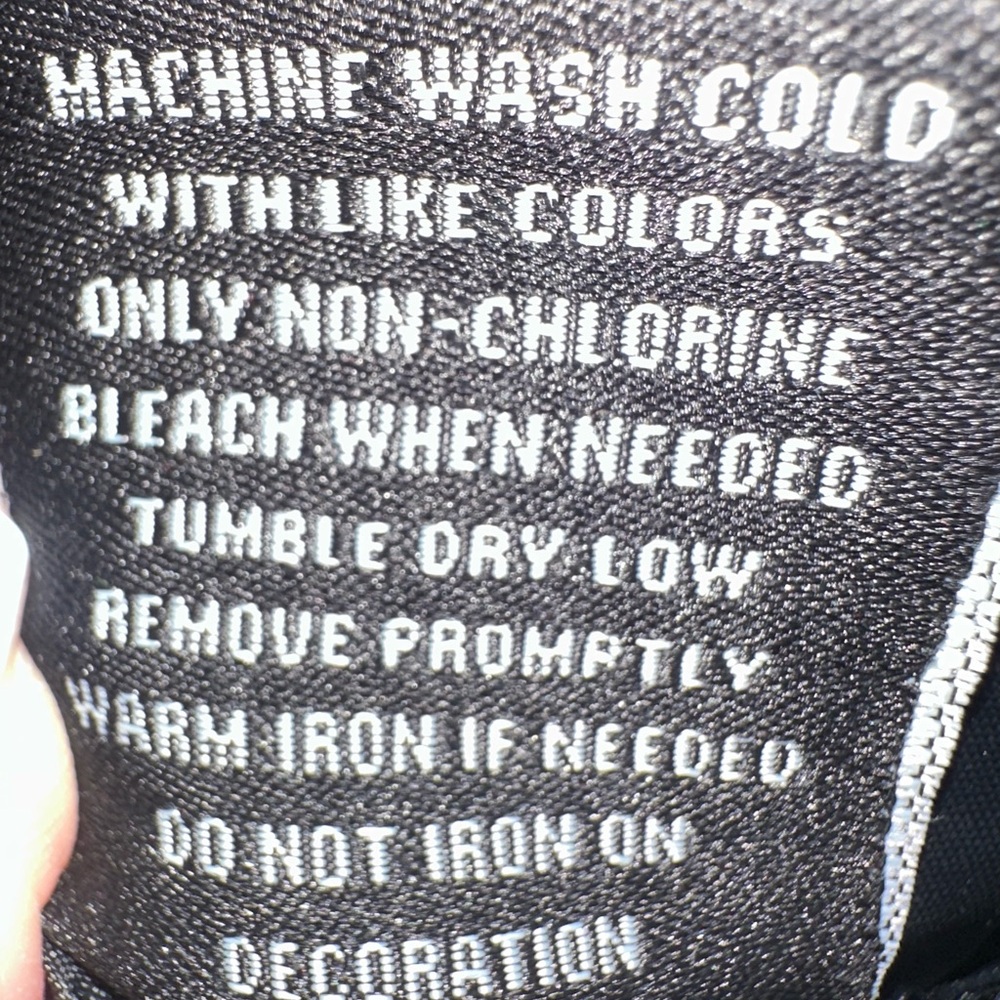 MACHINE WASH COLD
WITH LIKE COLORS
ONLY NON-CHLORINE
BLEACH WHEN NEEDED
TUMBLE DRY LOW
REMOVE PROMPTLY
WARM IRON IF NEEDED
DO NOT IRON ON
DECORATION